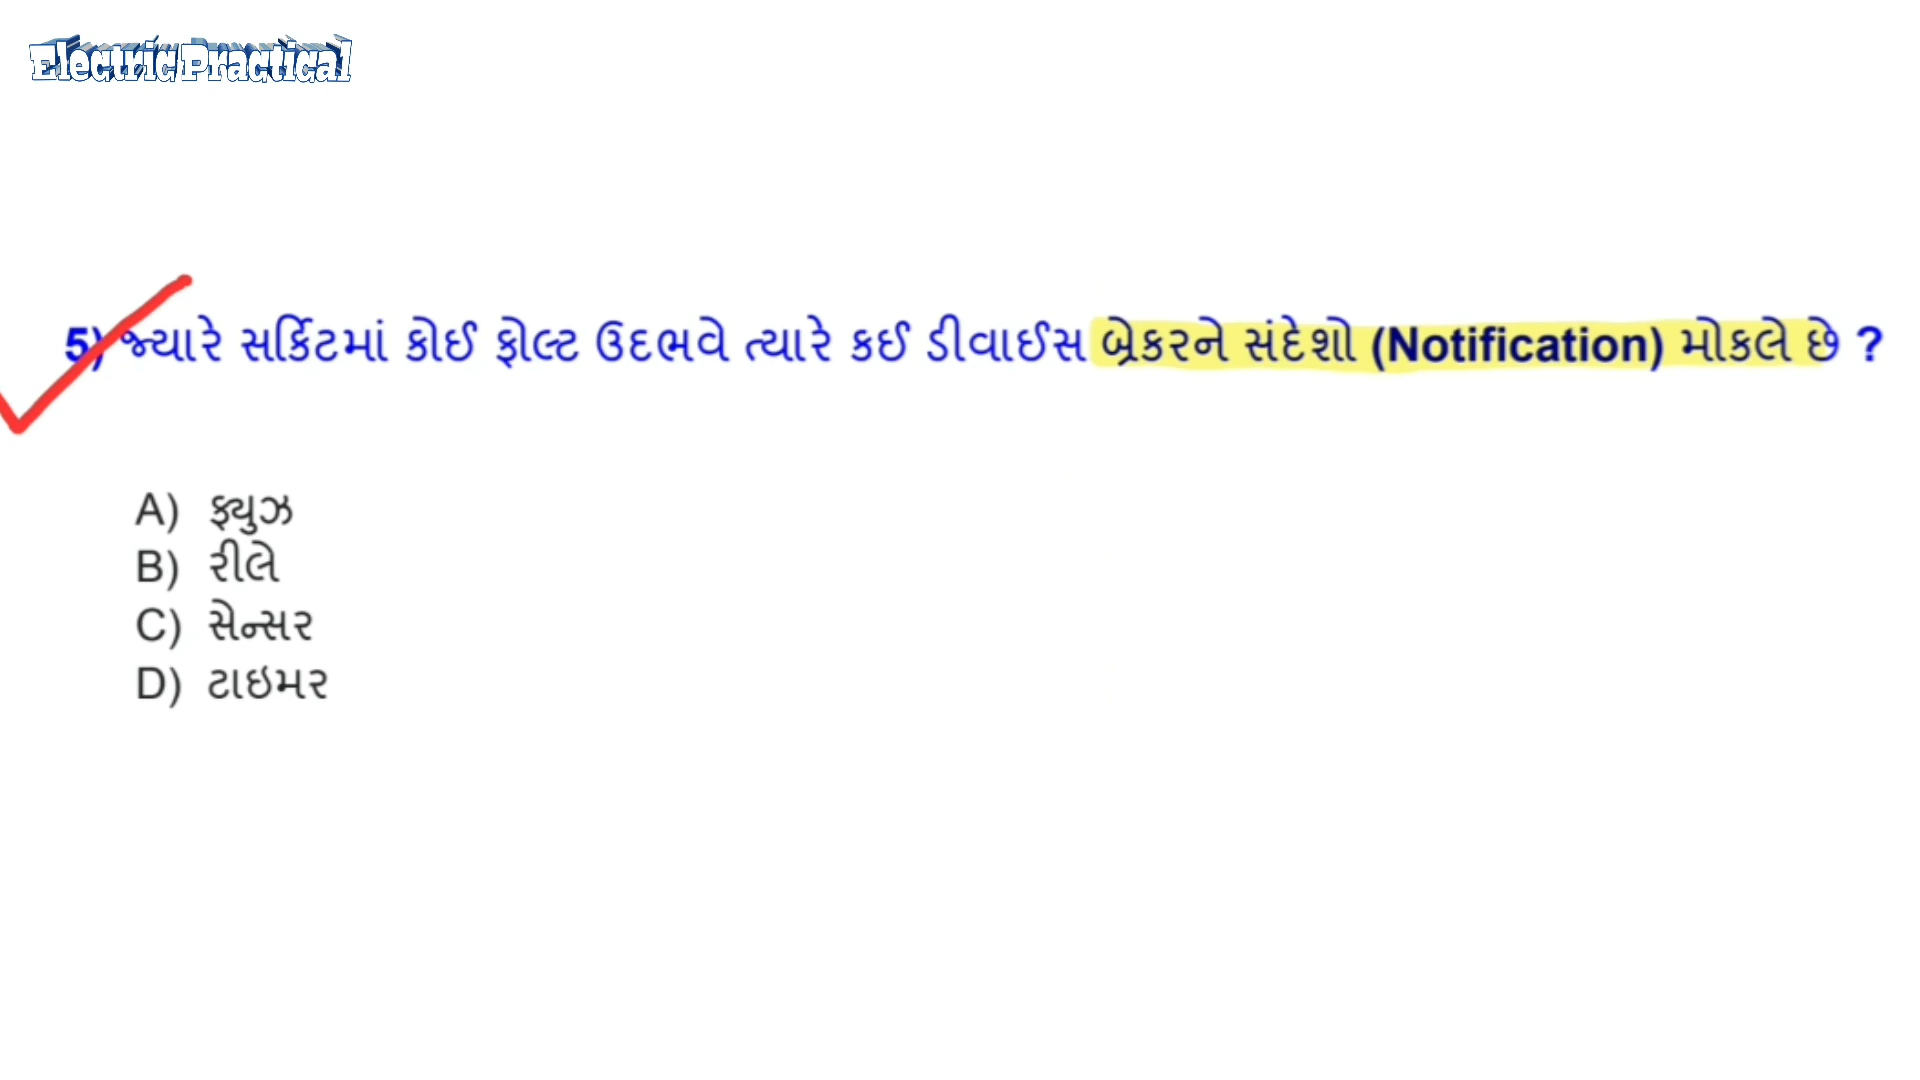 Electric Practical
5) જ્યારે સર્કિટમાં કોઈ ફોલ્ટ ઉદભવે ત્યારે કઈ ડીવાઈસ બ્રેકરને સંદેશો (Notification) મોકલે છે ?
A) ફ્યુઝ
B) રીલે
C) સેન્સર
D) ટાઇમર